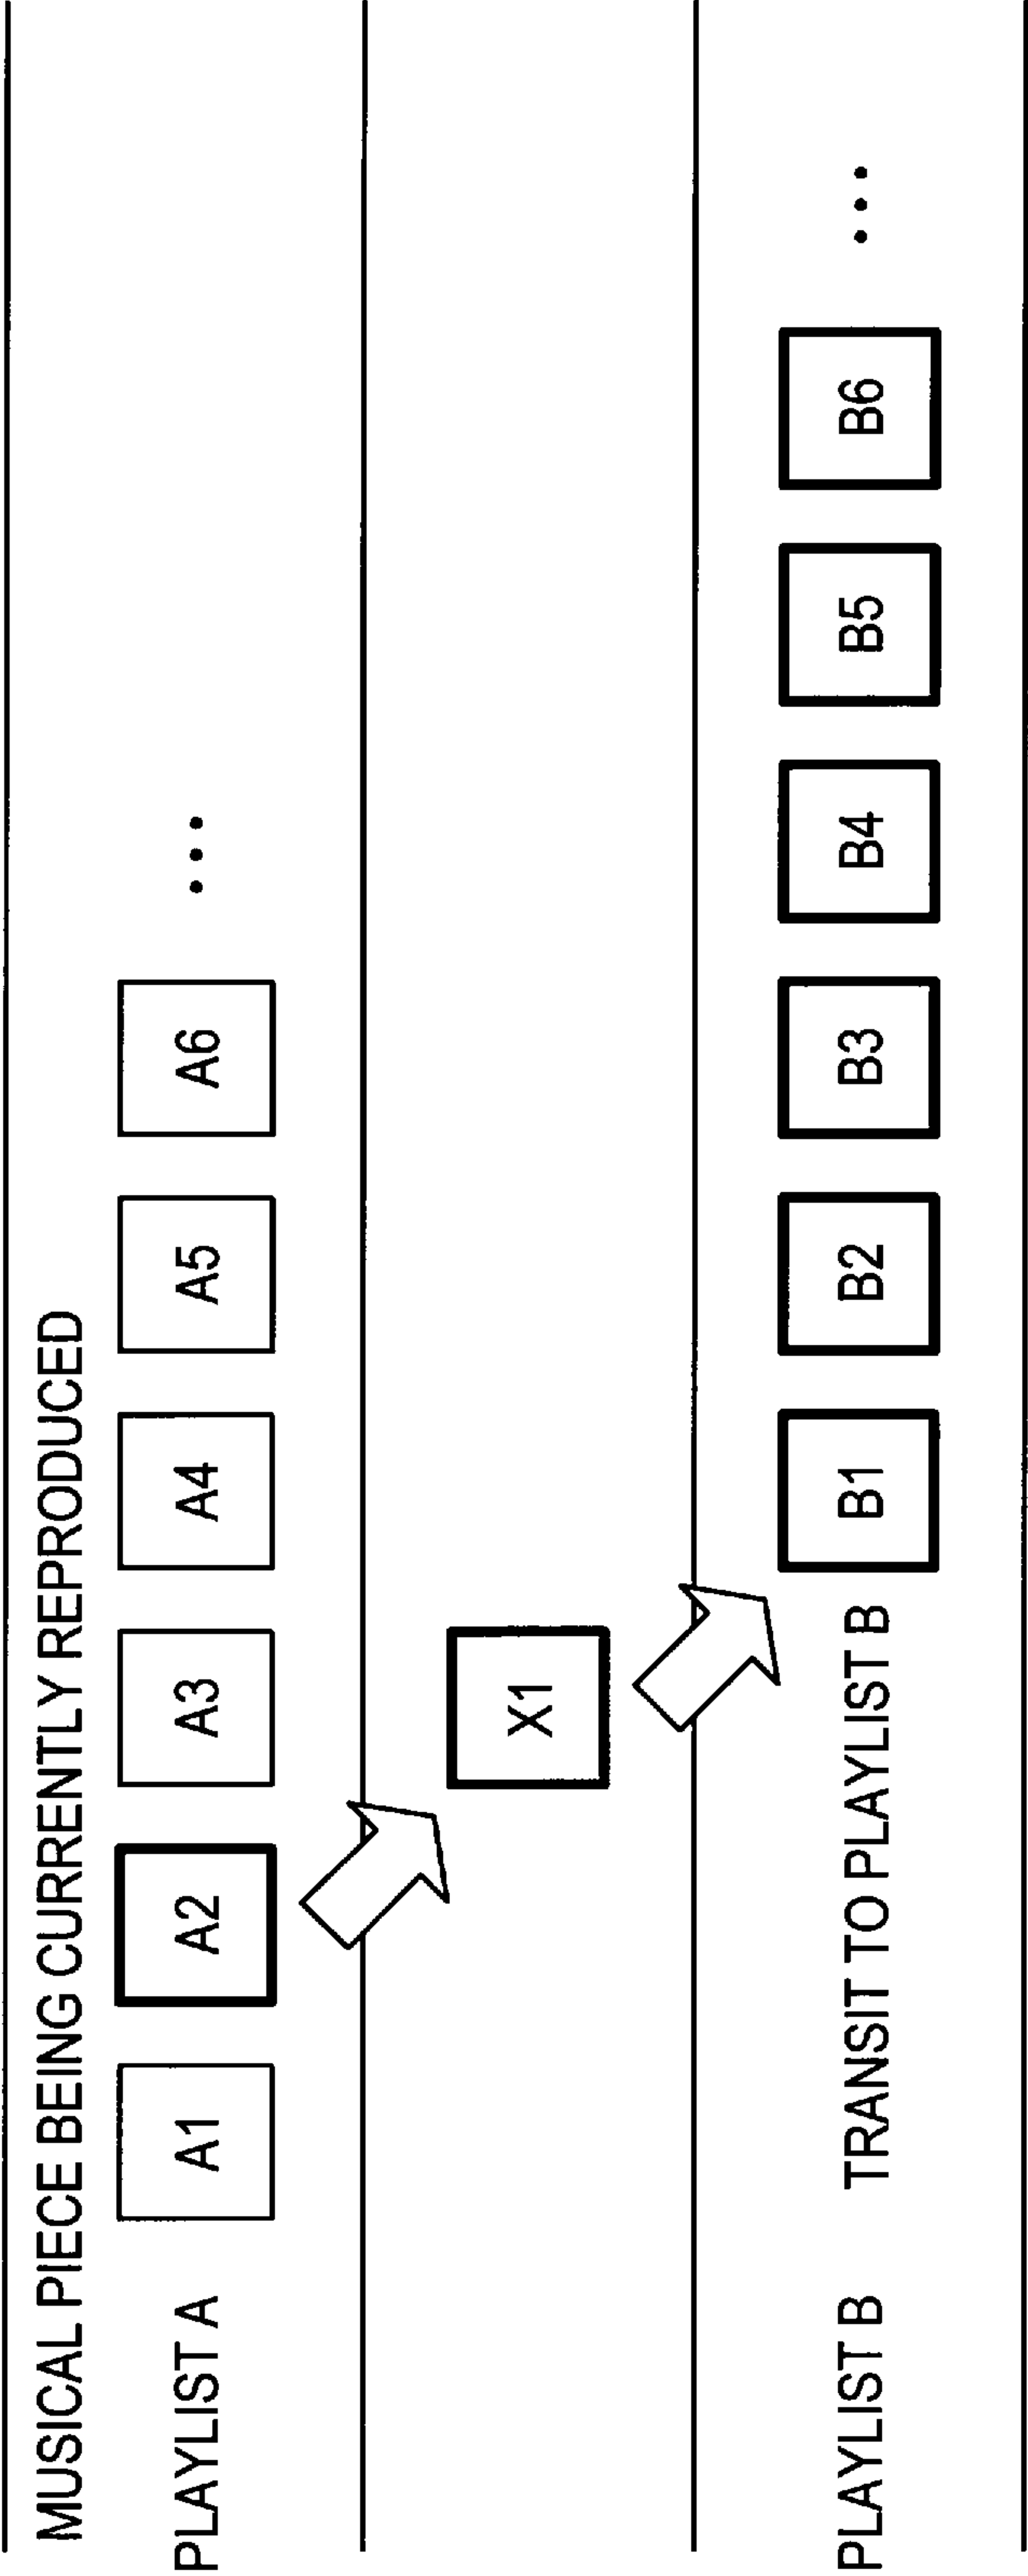 MUSICAL PIECE BEING CURRENTLY REPRODUCED
PLAYLIST A A1 A2 A3 A4 A5 A6 ...
X1
PLAYLIST B TRANSIT TO PLAYLIST B B1 B2 B3 B4 B5 B6 ...